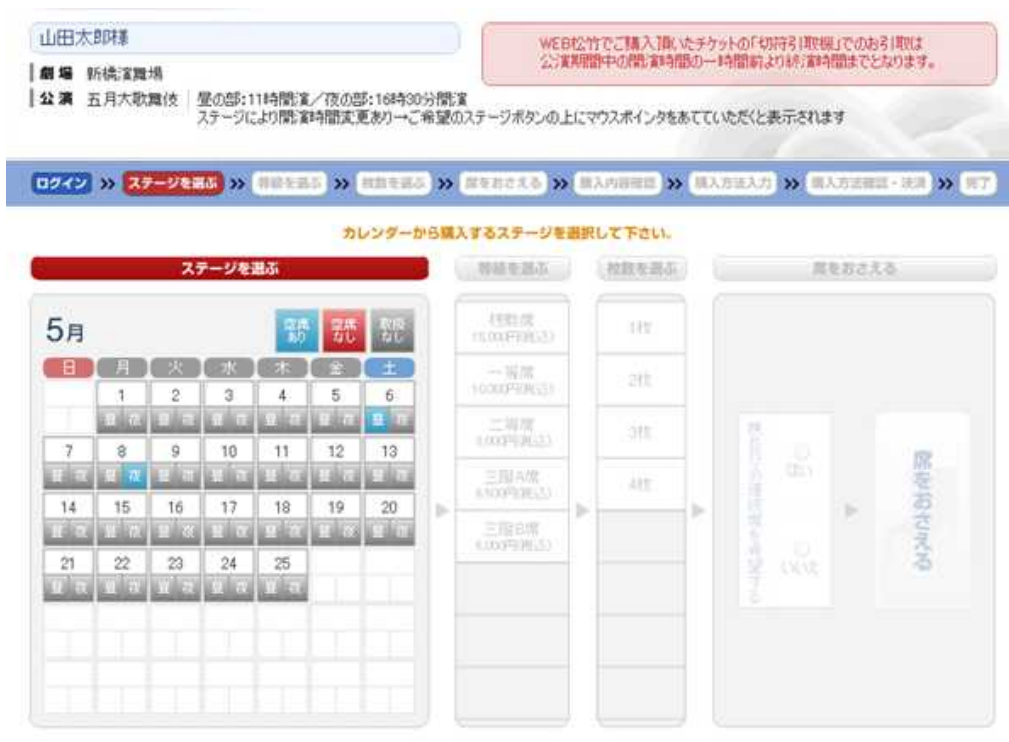 山田太郎様
WEB松竹でご購入頂いたチケットの「切符引取機」でのお引取は
公演期間中の開演時間の一時間前より終演時間までとなります。
劇場 新橋演舞場
公演 五月大歌舞伎 昼の部:11時開演/夜の部:16時30分開演
ステージにより開演時間変更あり→ご希望のステージボタンの上にマウスポインタをあてていただくと表示されます
ログイン >> ステージを選ぶ >> 等級を選ぶ >> 枚数を選ぶ >> 席をおさえる >> 購入内容確認 >> 購入方法入力 >> 購入方法確認・決済 >> 完了
カレンダーから購入するステージを選択して下さい。
ステージを選ぶ 等級を選ぶ 枚数を選ぶ 席をおさえる
5月 空席あり 空席なし 取扱なし
日 月 火 水 木 金 土
1 2 3 4 5 6
昼 夜 昼 夜 昼 夜 昼 夜 昼 夜 昼 夜
7 8 9 10 11 12 13
昼 夜 昼 夜 昼 夜 昼 夜 昼 夜 昼 夜 昼 夜
14 15 16 17 18 19 20
昼 夜 昼 夜 昼 夜 昼 夜 昼 夜 昼 夜 昼 夜
21 22 23 24 25
昼 夜 昼 夜 昼 夜 昼 夜 昼 夜
桟敷席
一等席
二等席
三階A席
三階B席
1枚
2枚
3枚
4枚
はい
いいえ
席をおさえる